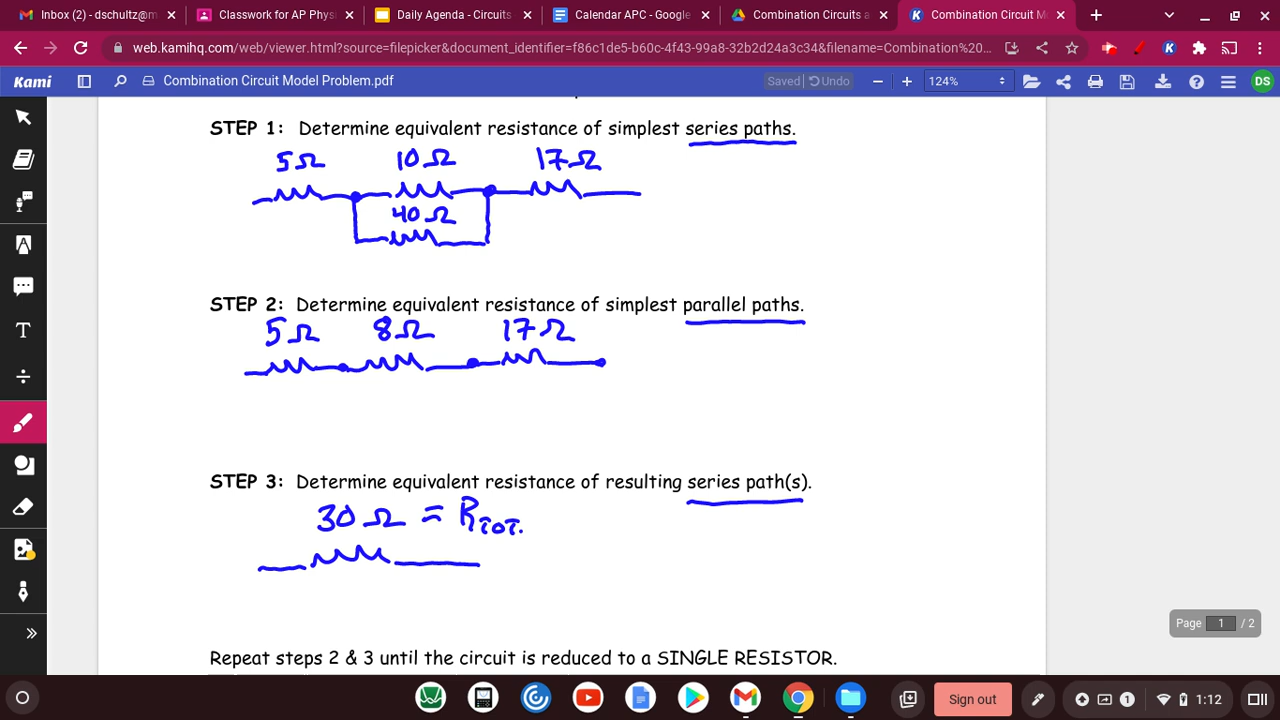 Inbox (2) - dschultz@m
Classwork for AP Physi
Daily Agenda - Circuits
Calendar APC - Google
Combination Circuits a
Combination Circuit Mo
web.kamihq.com/web/viewer.html?source=filepicker&document_identifier=f86c1de5-b60c-4f43-99a8-32b2d24a3c34&filename=Combination%20...
Kami
Combination Circuit Model Problem.pdf
Saved Undo
124%
DS
STEP 1: Determine equivalent resistance of simplest series paths.
5Ω 10Ω 17Ω
40Ω
STEP 2: Determine equivalent resistance of simplest parallel paths.
5Ω 8Ω 17Ω
STEP 3: Determine equivalent resistance of resulting series path(s).
30Ω = RTOT.
Page 1 / 2
Repeat steps 2 & 3 until the circuit is reduced to a SINGLE RESISTOR.
Sign out
1
1:12